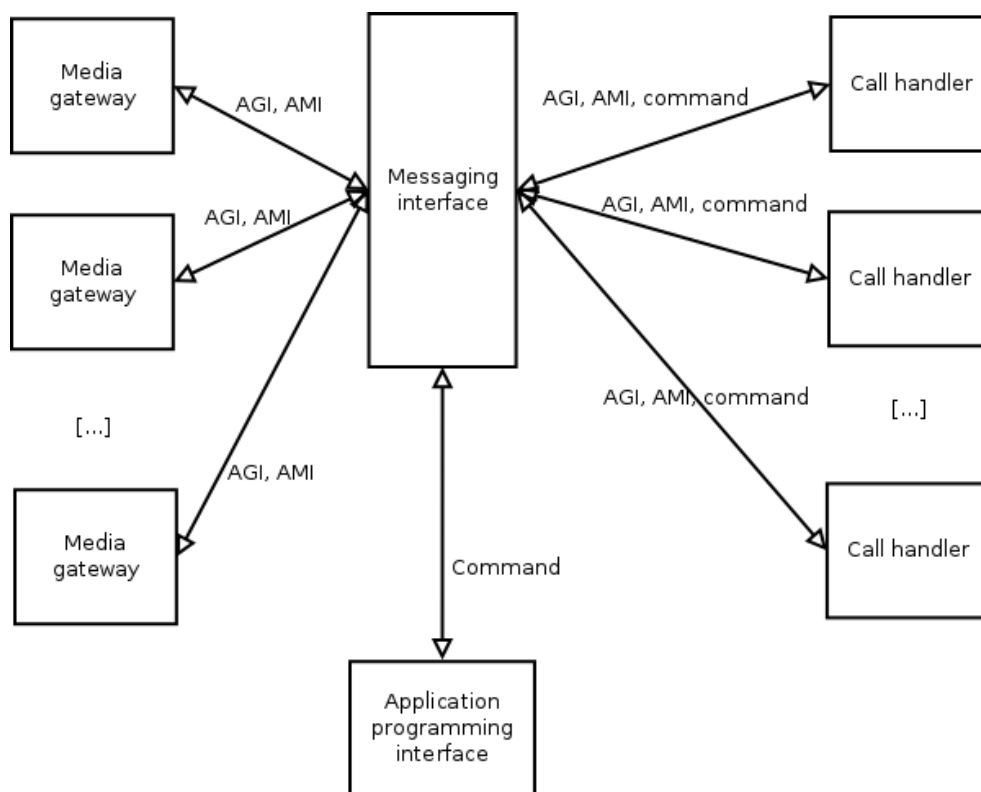 Media
gateway
AGI, AMI
Messaging
interface
AGI, AMI, command
Call handler
Media
gateway
AGI, AMI
AGI, AMI, command
Call handler
[...]
AGI, AMI, command
[...]
Media
gateway
AGI, AMI
Call handler
Command
Application
programming
interface